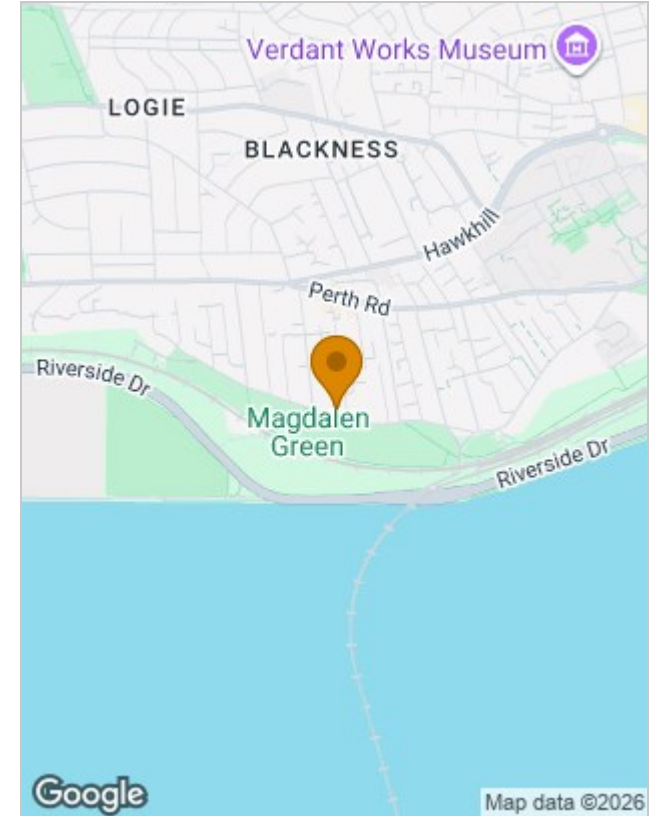 Verdant Works Museum
LOGIE
BLACKNESS
Hawkhill
Perth Rd
Riverside Dr
Magdalen
Green
Riverside Dr
Google
Map data ©2026